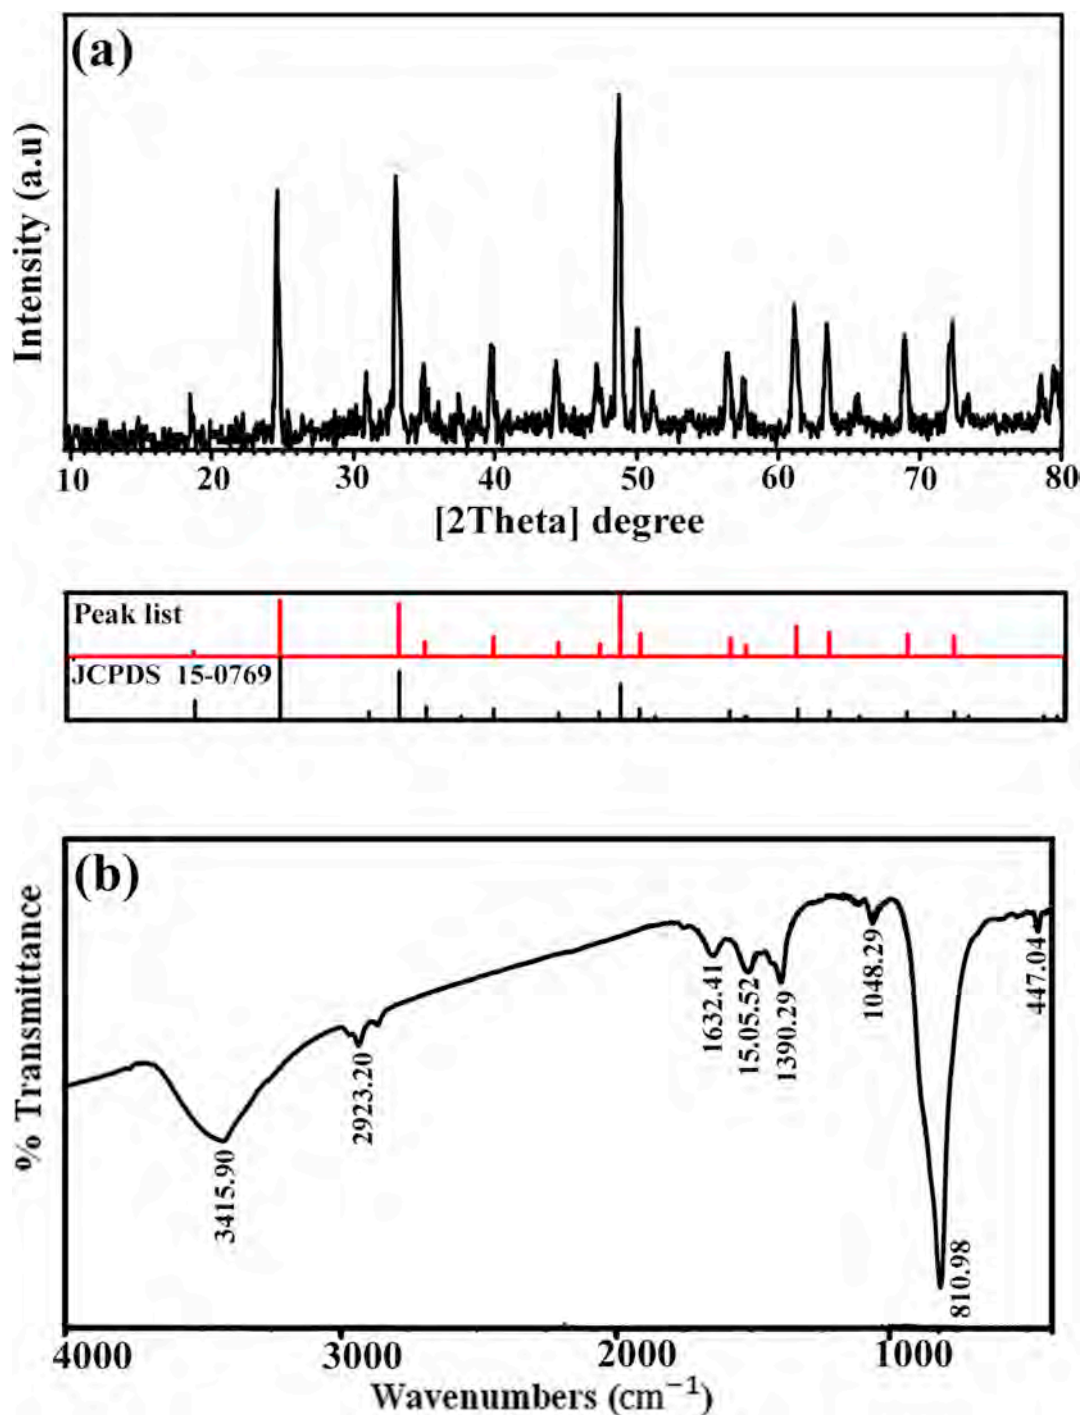 (a)
Intensity (a.u)
10 20 30 40 50 60 70 80
[2Theta] degree
Peak list
JCPDS 15-0769
(b)
% Transmittance
3415.90
2923.20
1632.41
15.05.52
1390.29
1048.29
810.98
447.04
4000 3000 2000 1000
Wavenumbers (cm⁻¹)